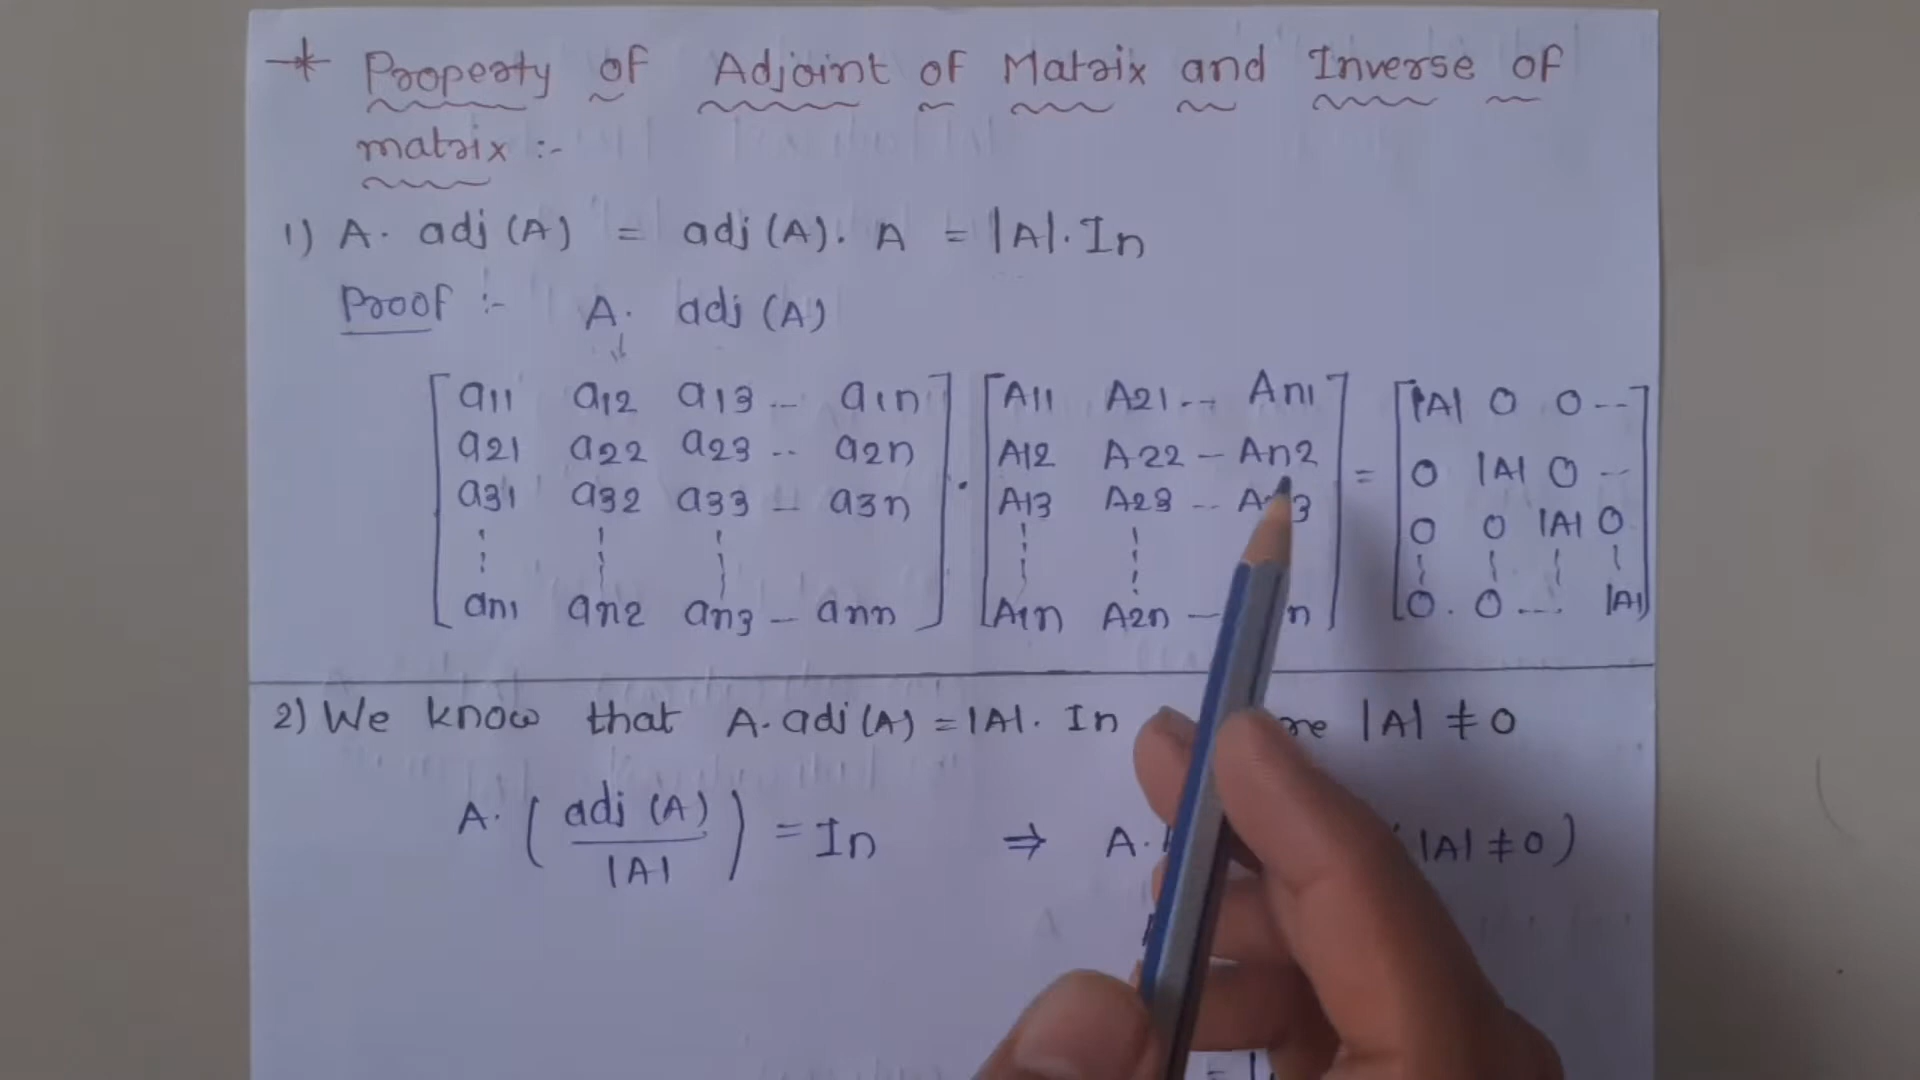 * Property of Adjoint of Matrix and Inverse of
matrix :-
1) A. adj (A) = adj (A). A = |A|. In
Proof :- A. adj (A)
[a11 a12 a13 -- a1n] . [A11 A21 -- An1] = [|A| 0 0 --]
[a21 a22 a23 -- a2n] [A12 A22 - An2] [0 |A| 0 --]
[a31 a32 a33 -- a3n] [A13 A23 -- 3] [0 0 |A| 0]
[an1 an2 an3 - ann] [A1n A2n - n] [0 . 0 --- |A|]
2) We know that A. adj (A) = |A|. In |A| ≠ 0
A. ( adj (A) / |A| ) = In ⇒ A. |A| ≠ 0 )